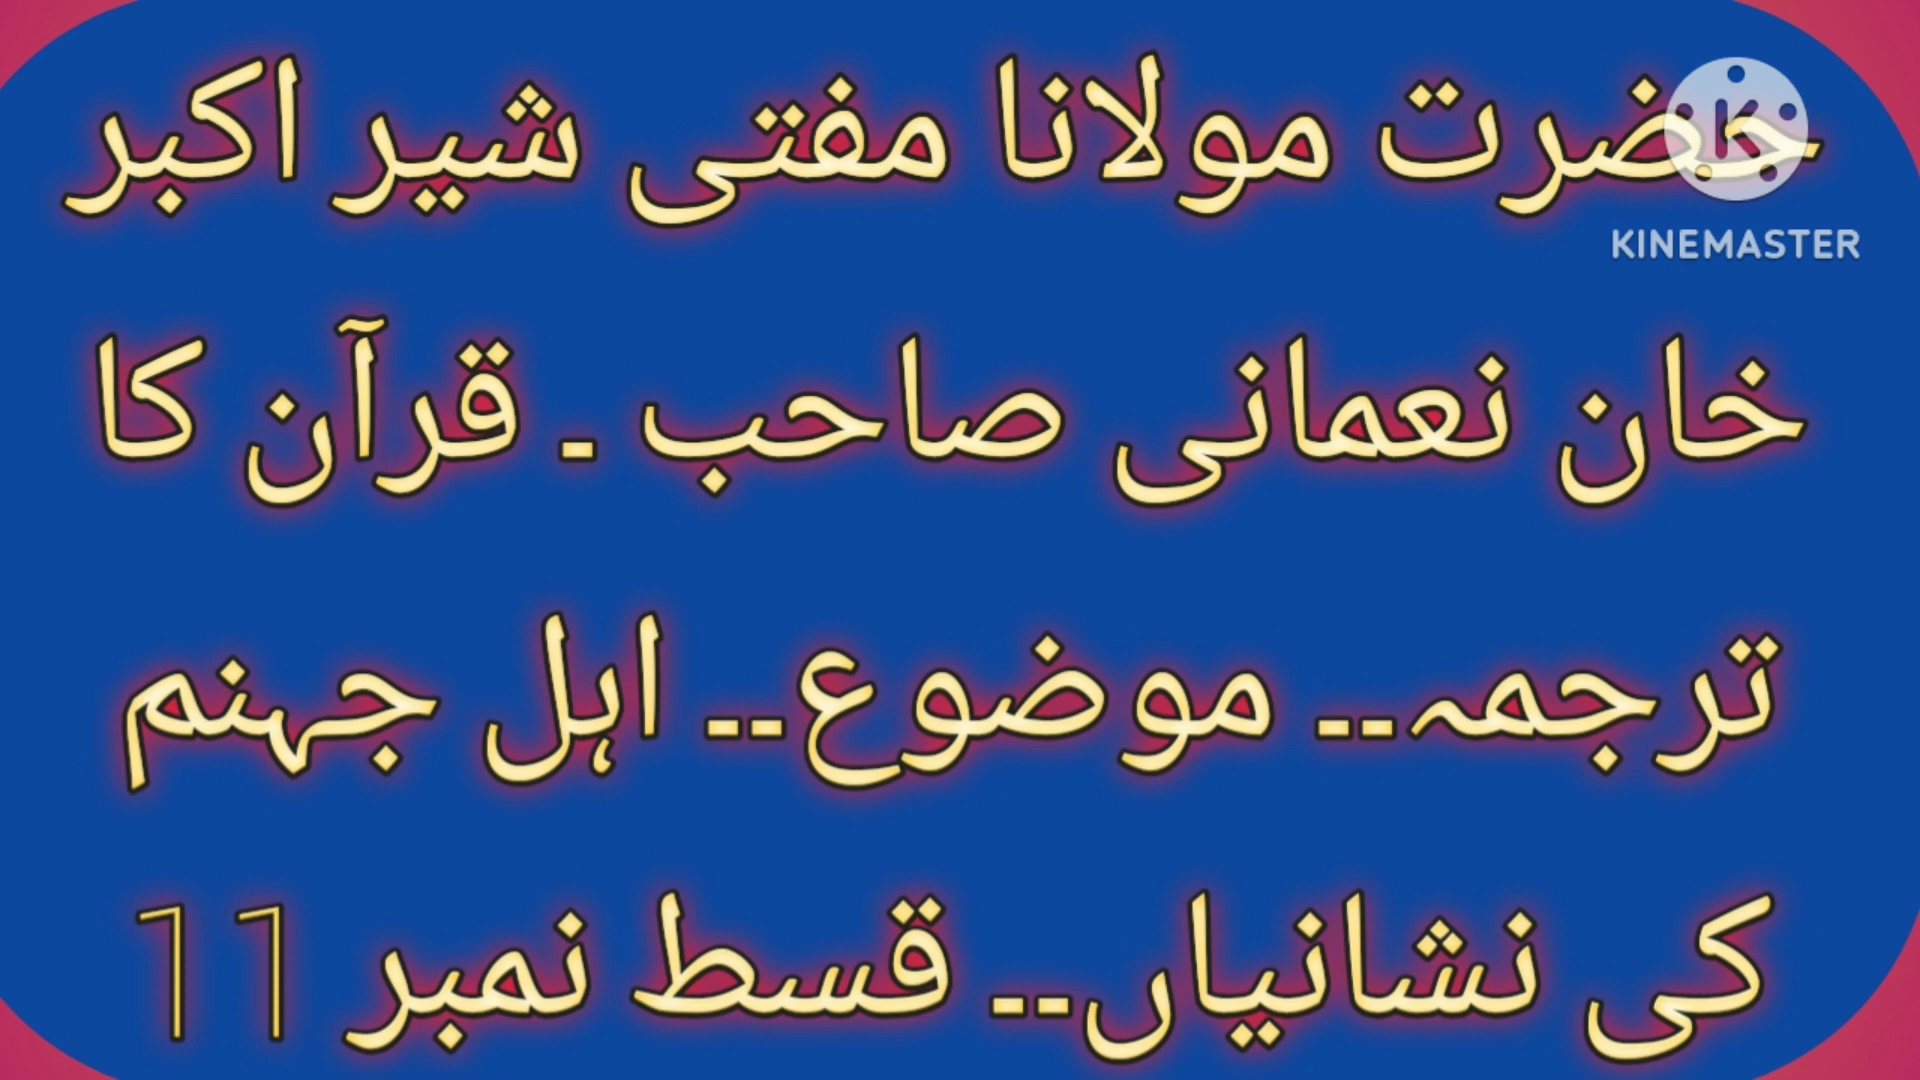 حضرت مولانا مفتی شیر اکبر
KINEMASTER
خان نعمانی صاحب ۔ قرآن کا
ترجمہ۔۔ موضوع۔۔ اہل جہنم
کی نشانیاں۔۔ قسط نمبر 11